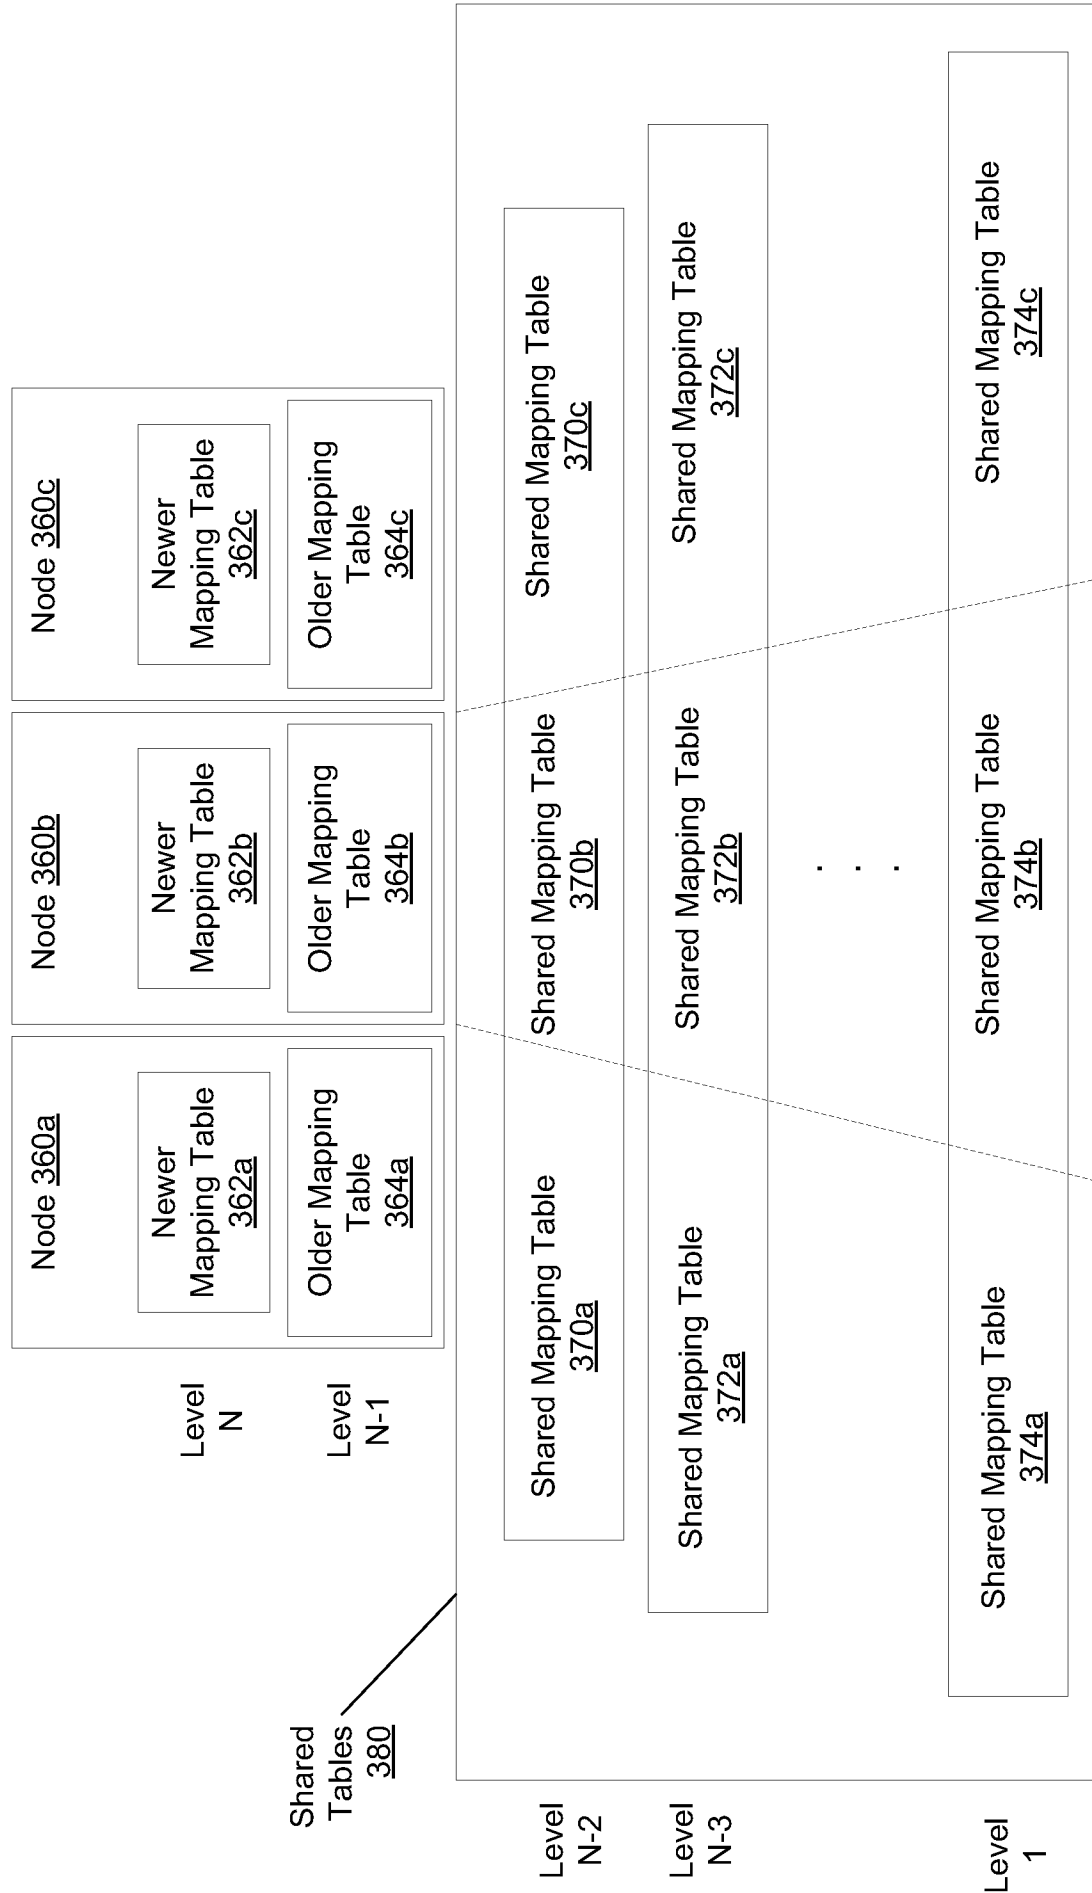 Node 360a
Node 360b
Node 360c
Level
N
Newer
Mapping Table
362a
Newer
Mapping Table
362b
Newer
Mapping Table
362c
Level
N-1
Older Mapping
Table
364a
Older Mapping
Table
364b
Older Mapping
Table
364c
Shared
Tables
380
Level
N-2
Shared Mapping Table
370a
Shared Mapping Table
370b
Shared Mapping Table
370c
Level
N-3
Shared Mapping Table
372a
Shared Mapping Table
372b
Shared Mapping Table
372c
. . .
Level
1
Shared Mapping Table
374a
Shared Mapping Table
374b
Shared Mapping Table
374c